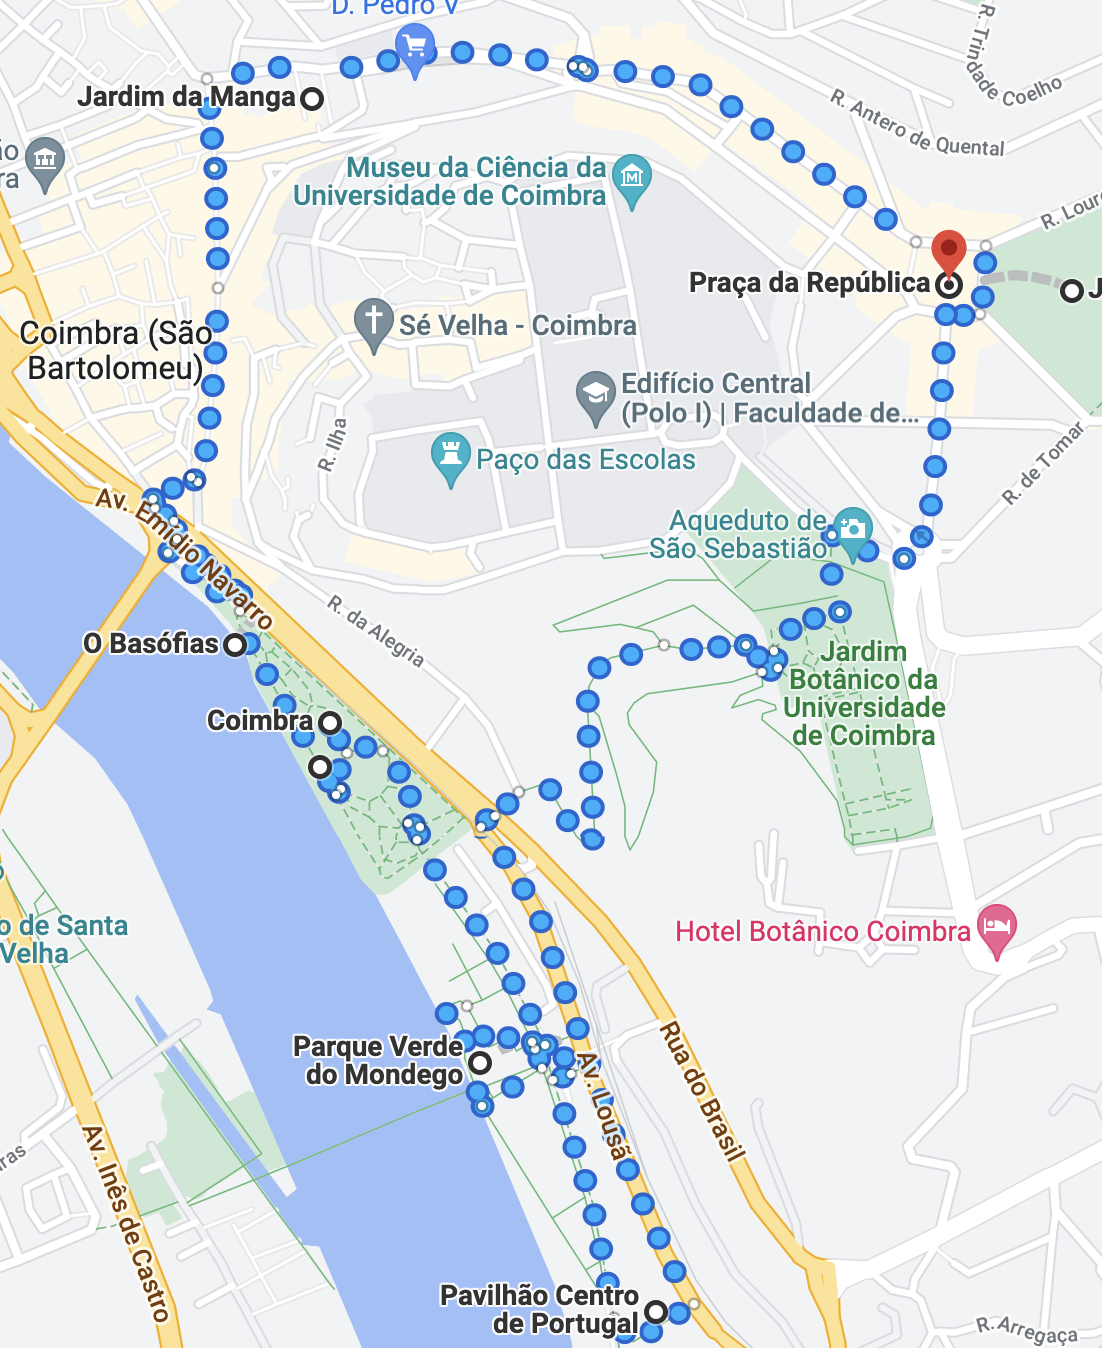 D. Pedro V
Jardim da Manga
R. Trindade Coelho
R. Antero de Quental
Museu da Ciência da
Universidade de Coimbra
Praça da República
J
Coimbra (São
Bartolomeu)
Sé Velha - Coimbra
Edifício Central
(Polo I) | Faculdade de...
R. Ilha
Paço das Escolas
R. de Tomar
Av. Emídio Navarro
Aqueduto de
São Sebastião
O Basófias
R. da Alegria
Jardim
Botânico da
Universidade
de Coimbra
Coimbra
o de Santa
Velha
Hotel Botânico Coimbra
Parque Verde
do Mondego
Av. Lousã
Rua do Brasil
Av. Inês de Castro
Pavilhão Centro
de Portugal
R. Arregaça